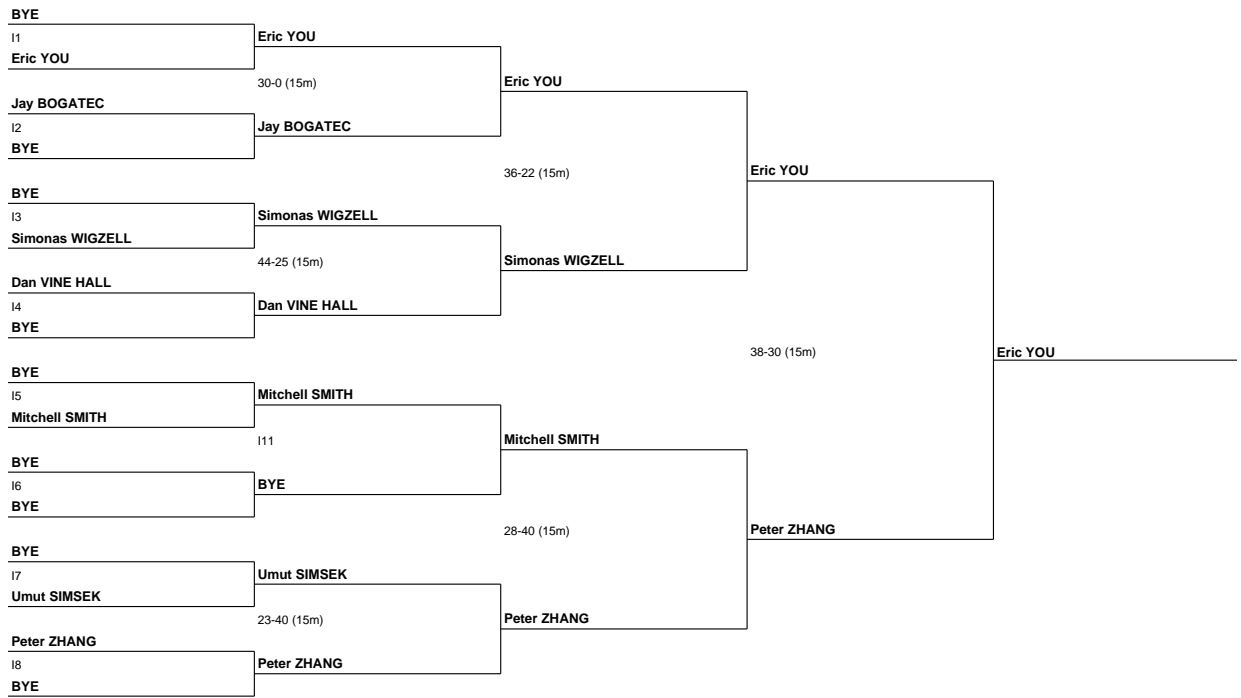 BYE
I1
Eric YOU
Jay BOGATEC
I2
BYE
BYE
I3
Simonas WIGZELL
Dan VINE HALL
I4
BYE
BYE
I5
Mitchell SMITH
BYE
I6
BYE
BYE
I7
Umut SIMSEK
Peter ZHANG
I8
BYE
Eric YOU
30-0 (15m)
Jay BOGATEC
Simonas WIGZELL
44-25 (15m)
Dan VINE HALL
Mitchell SMITH
I11
BYE
Umut SIMSEK
23-40 (15m)
Peter ZHANG
Eric YOU
36-22 (15m)
Simonas WIGZELL
Mitchell SMITH
28-40 (15m)
Peter ZHANG
Eric YOU
38-30 (15m)
Peter ZHANG
Eric YOU